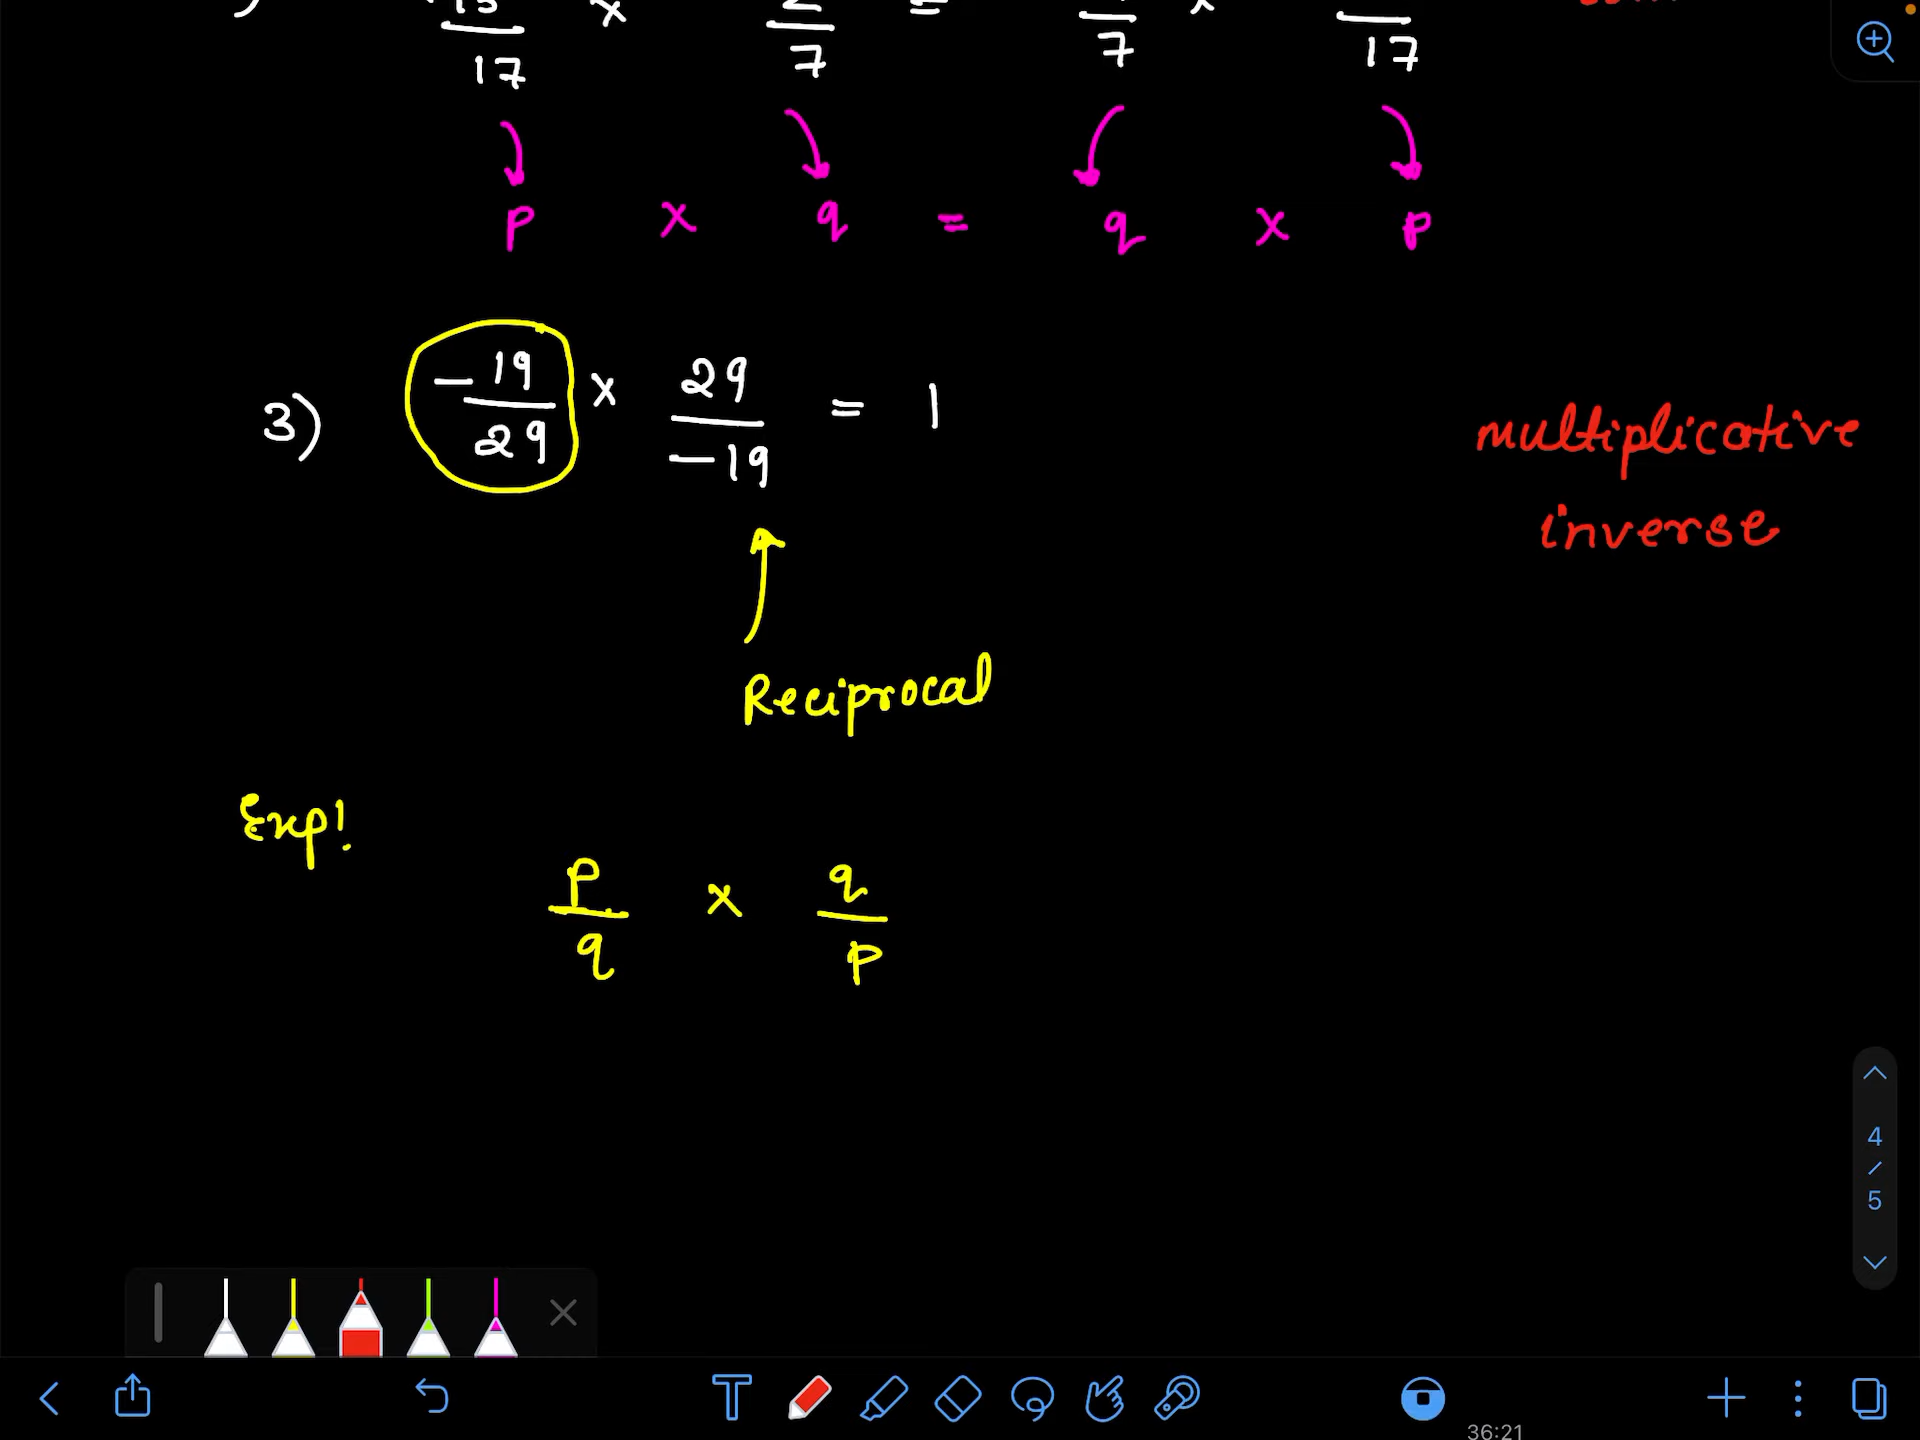 17 7 7 17
p x q = q x p
3) -19/29 x 29/-19 = 1
multiplicative
inverse
Reciprocal
Exp!
p/q x q/p
4
/
5
36:21